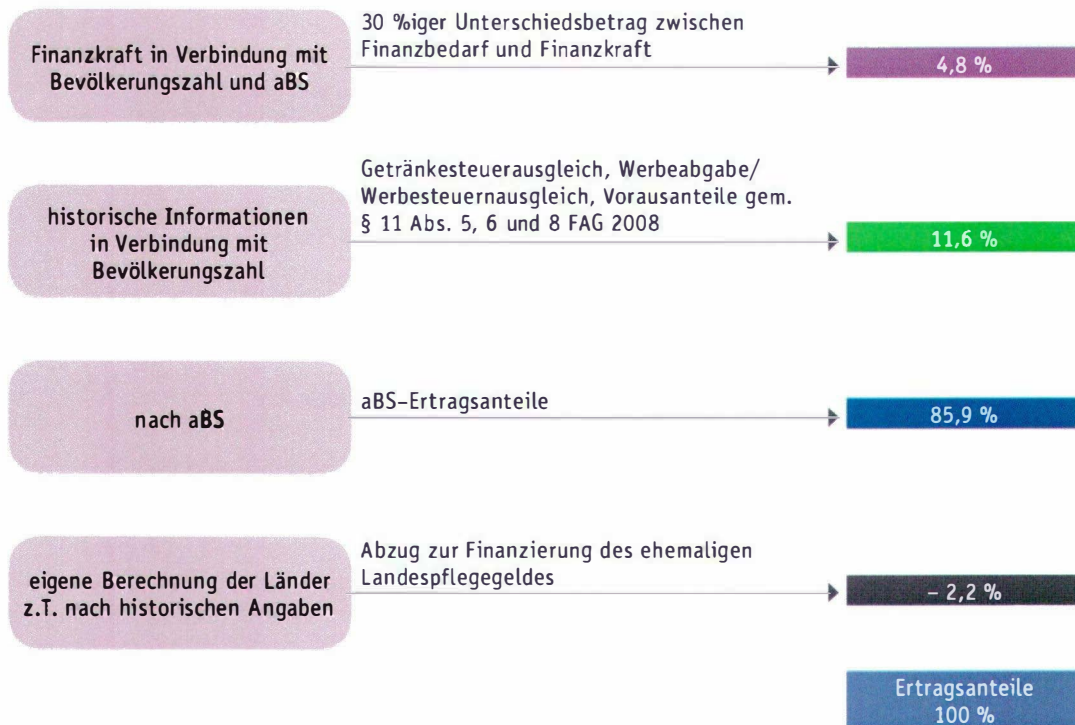 Finanzkraft in Verbindung mit
Bevölkerungszahl und aBS
30 %iger Unterschiedsbetrag zwischen
Finanzbedarf und Finanzkraft
4,8 %
historische Informationen
in Verbindung mit
Bevölkerungszahl
Getränkesteuerausgleich, Werbeabgabe/
Werbesteuernausgleich, Vorausanteile gem.
§ 11 Abs. 5, 6 und 8 FAG 2008
11,6 %
nach aBS
aBS–Ertragsanteile
85,9 %
eigene Berechnung der Länder
z.T. nach historischen Angaben
Abzug zur Finanzierung des ehemaligen
Landespflegegeldes
– 2,2 %
Ertragsanteile
100 %